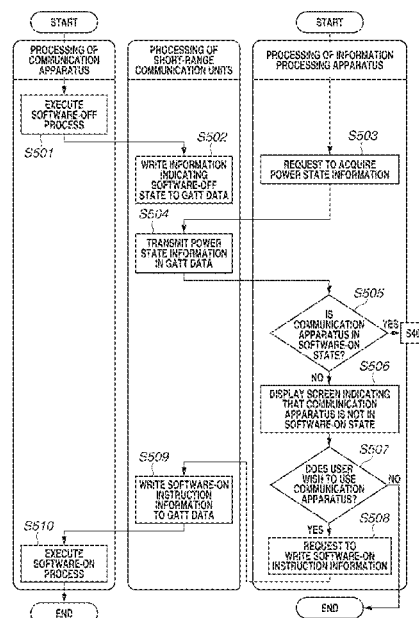 START
START
PROCESSING OF
COMMUNICATION
APPARATUS
PROCESSING OF
SHORT-RANGE
COMMUNICATION UNITS
PROCESSING OF INFORMATION
PROCESSING APPARATUS
EXECUTE
SOFTWARE-OFF
PROCESS
S501
S502
WRITE INFORMATION
INDICATING
SOFTWARE-OFF
STATE TO GATT DATA
S503
REQUEST TO ACQUIRE
POWER STATE INFORMATION
S504
TRANSMIT POWER
STATE INFORMATION
IN GATT DATA
S505
IS
COMMUNICATION
APPARATUS IN
SOFTWARE-ON
STATE?
YES
NO
S506
DISPLAY SCREEN INDICATING
THAT COMMUNICATION
APPARATUS IS NOT IN
SOFTWARE-ON STATE
S507
DOES USER
WISH TO USE
COMMUNICATION
APPARATUS?
NO
YES
S508
REQUEST TO
WRITE SOFTWARE-ON
INSTRUCTION INFORMATION
S509
WRITE SOFTWARE-ON
INSTRUCTION
INFORMATION
TO GATT DATA
S510
EXECUTE
SOFTWARE-ON
PROCESS
END
END